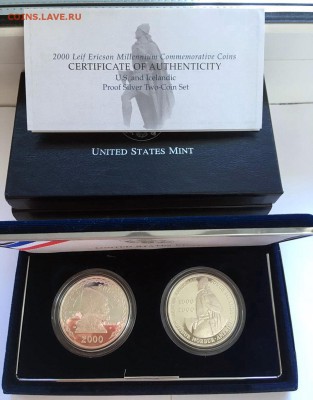 COINS.LAVE.RU
2000 Leif Ericson Millennium Commemorative Coins
CERTIFICATE OF AUTHENTICITY
U.S. and Icelandic
Proof Silver Two-Coin Set
UNITED STATES MINT
2000
1000